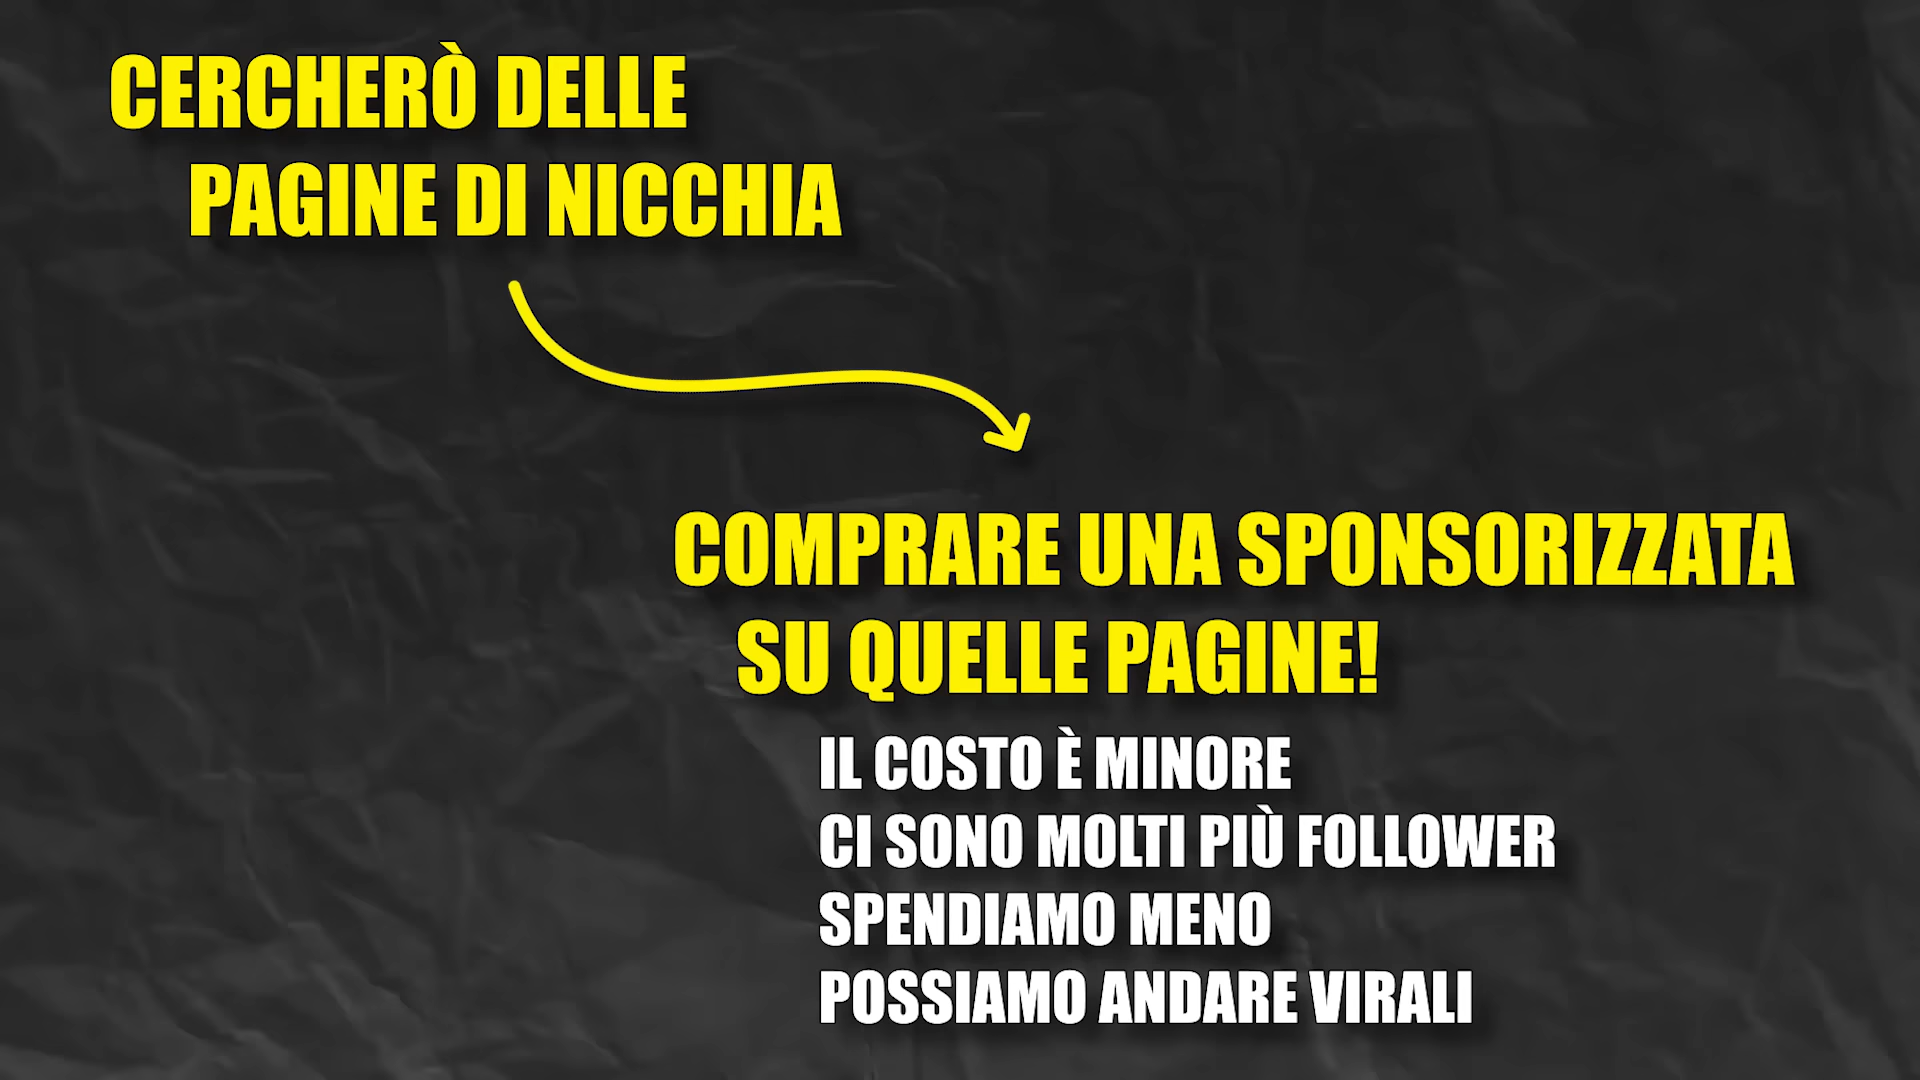 CERCHERÒ DELLE
PAGINE DI NICCHIA
COMPRARE UNA SPONSORIZZATA
SU QUELLE PAGINE!
IL COSTO È MINORE
CI SONO MOLTI PIÙ FOLLOWER
SPENDIAMO MENO
POSSIAMO ANDARE VIRALI